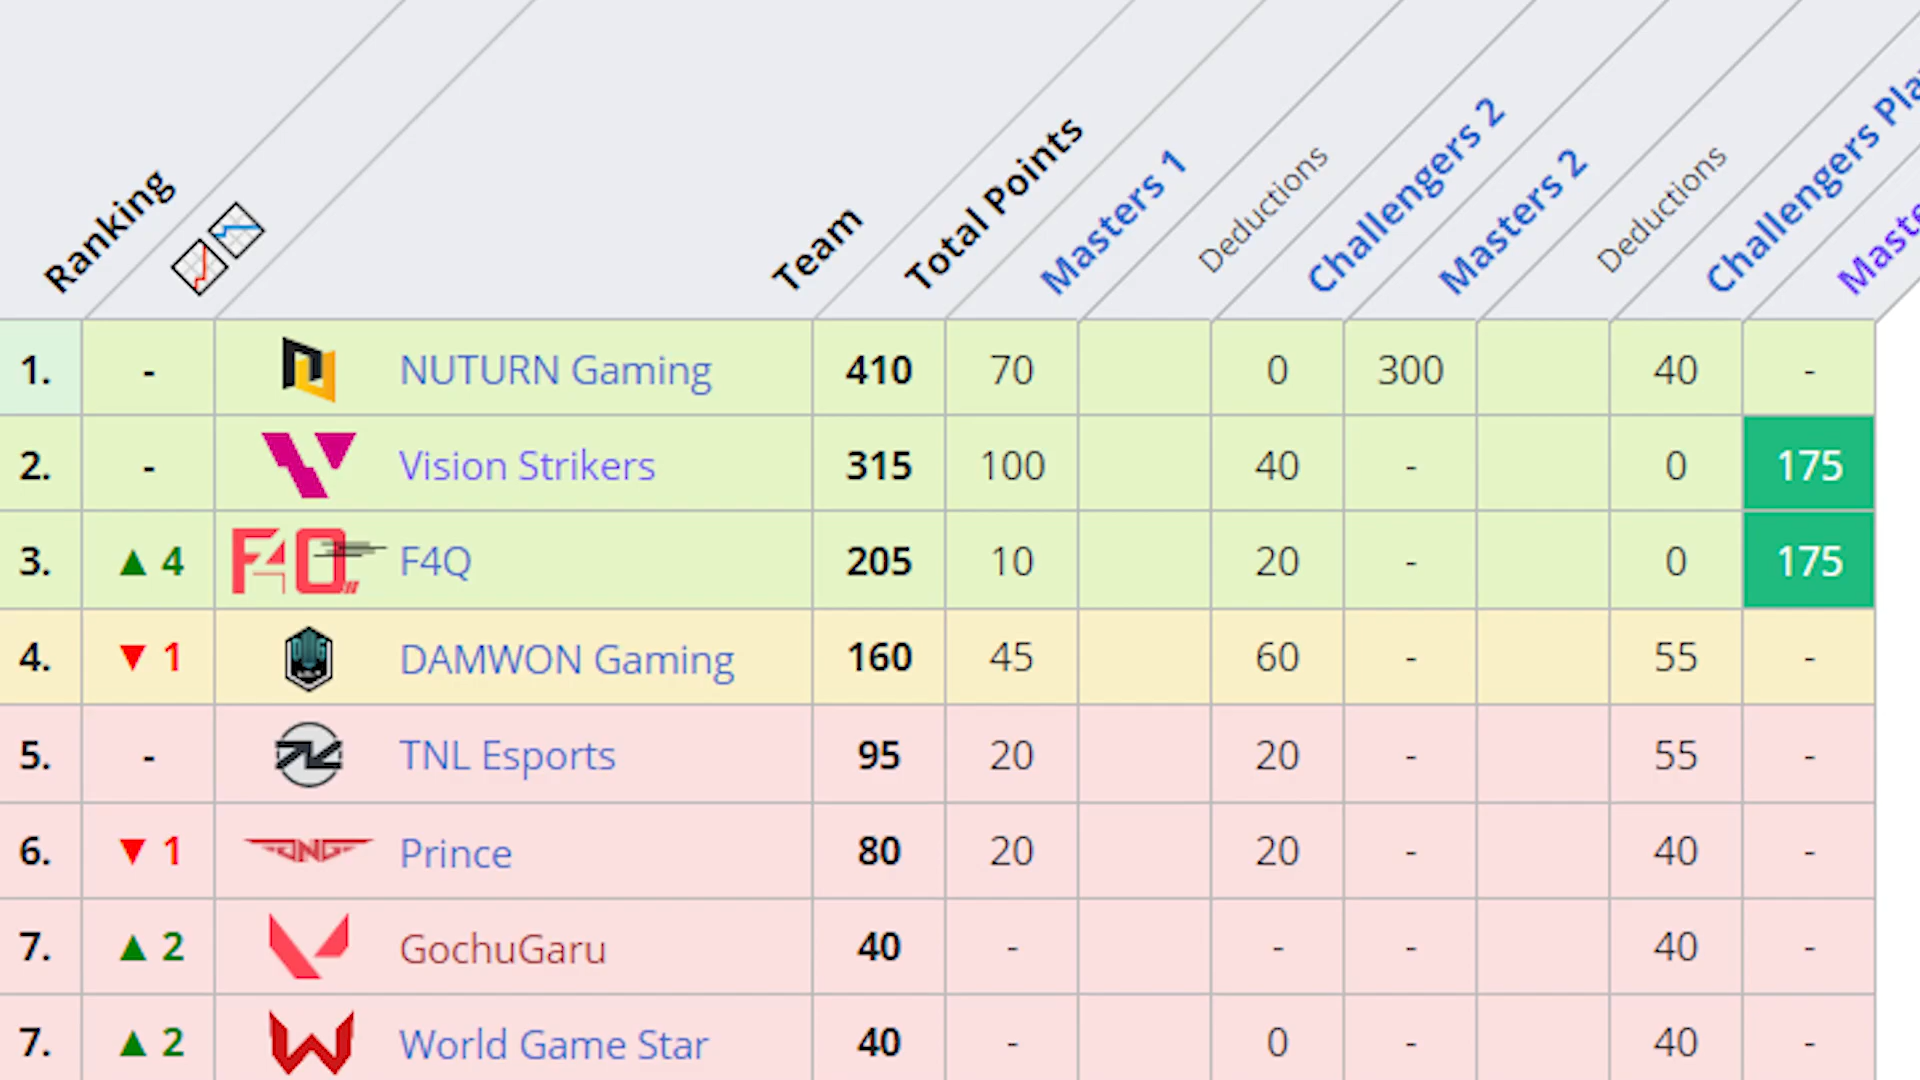 Ranking Team Total Points Masters 1 Deductions Challengers 2 Masters 2 Deductions Challengers
1. - NUTURN Gaming 410 70 0 300 40 -
2. - Vision Strikers 315 100 40 - 0 175
3. ▲ 4 F4Q 205 10 20 - 0 175
4. ▼ 1 DAMWON Gaming 160 45 60 - 55 -
5. - TNL Esports 95 20 20 - 55 -
6. ▼ 1 Prince 80 20 20 - 40 -
7. ▲ 2 GochuGaru 40 - - - 40 -
7. ▲ 2 World Game Star 40 - 0 - 40 -